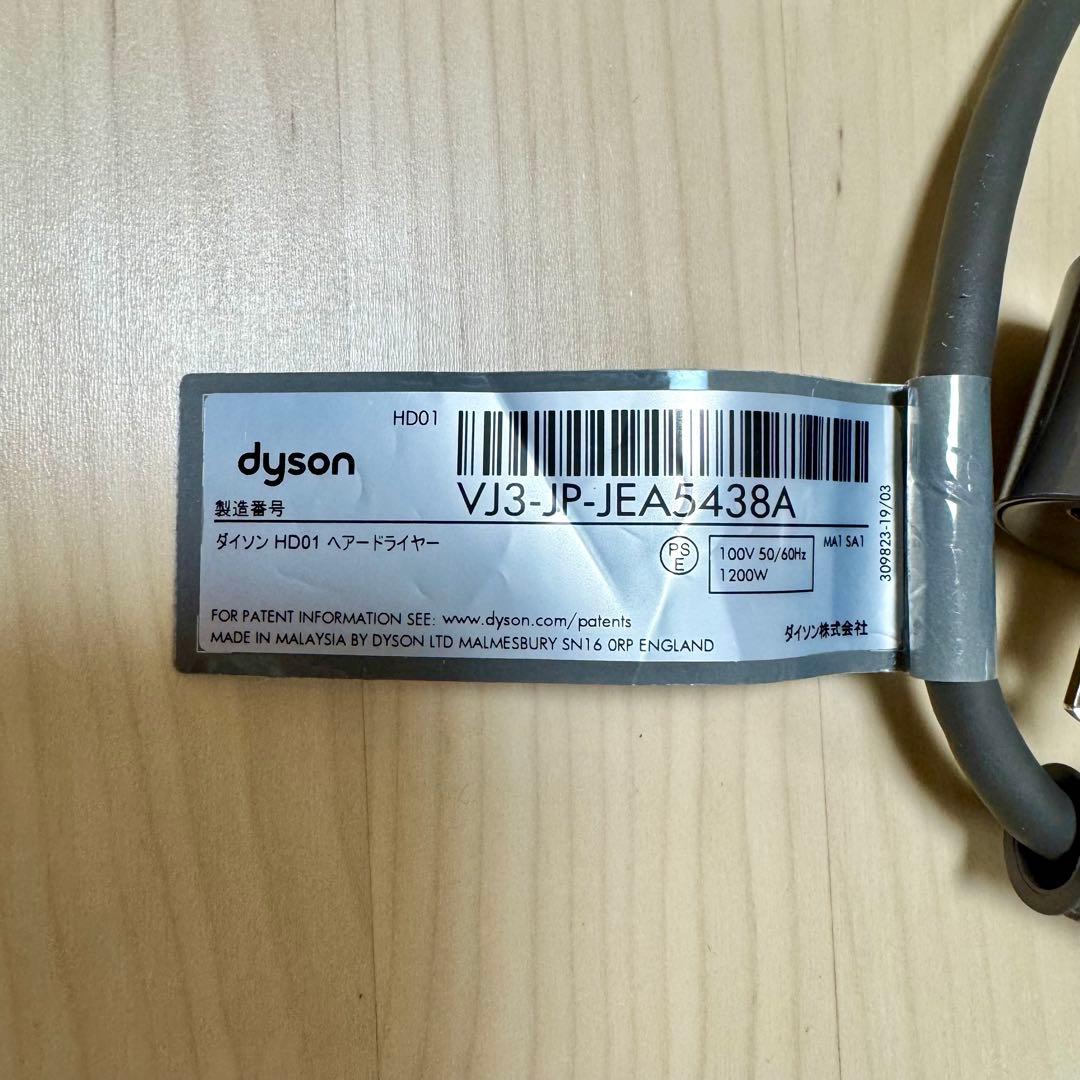 HD01
dyson
製造番号
VJ3-JP-JEA5438A
ダイソン HD01 ヘアードライヤー
PS
E
100V 50/60Hz
1200W
MA1 SA1
309823-19/03
FOR PATENT INFORMATION SEE: www.dyson.com/patents
MADE IN MALAYSIA BY DYSON LTD MALMESBURY SN16 0RP ENGLAND
ダイソン株式会社